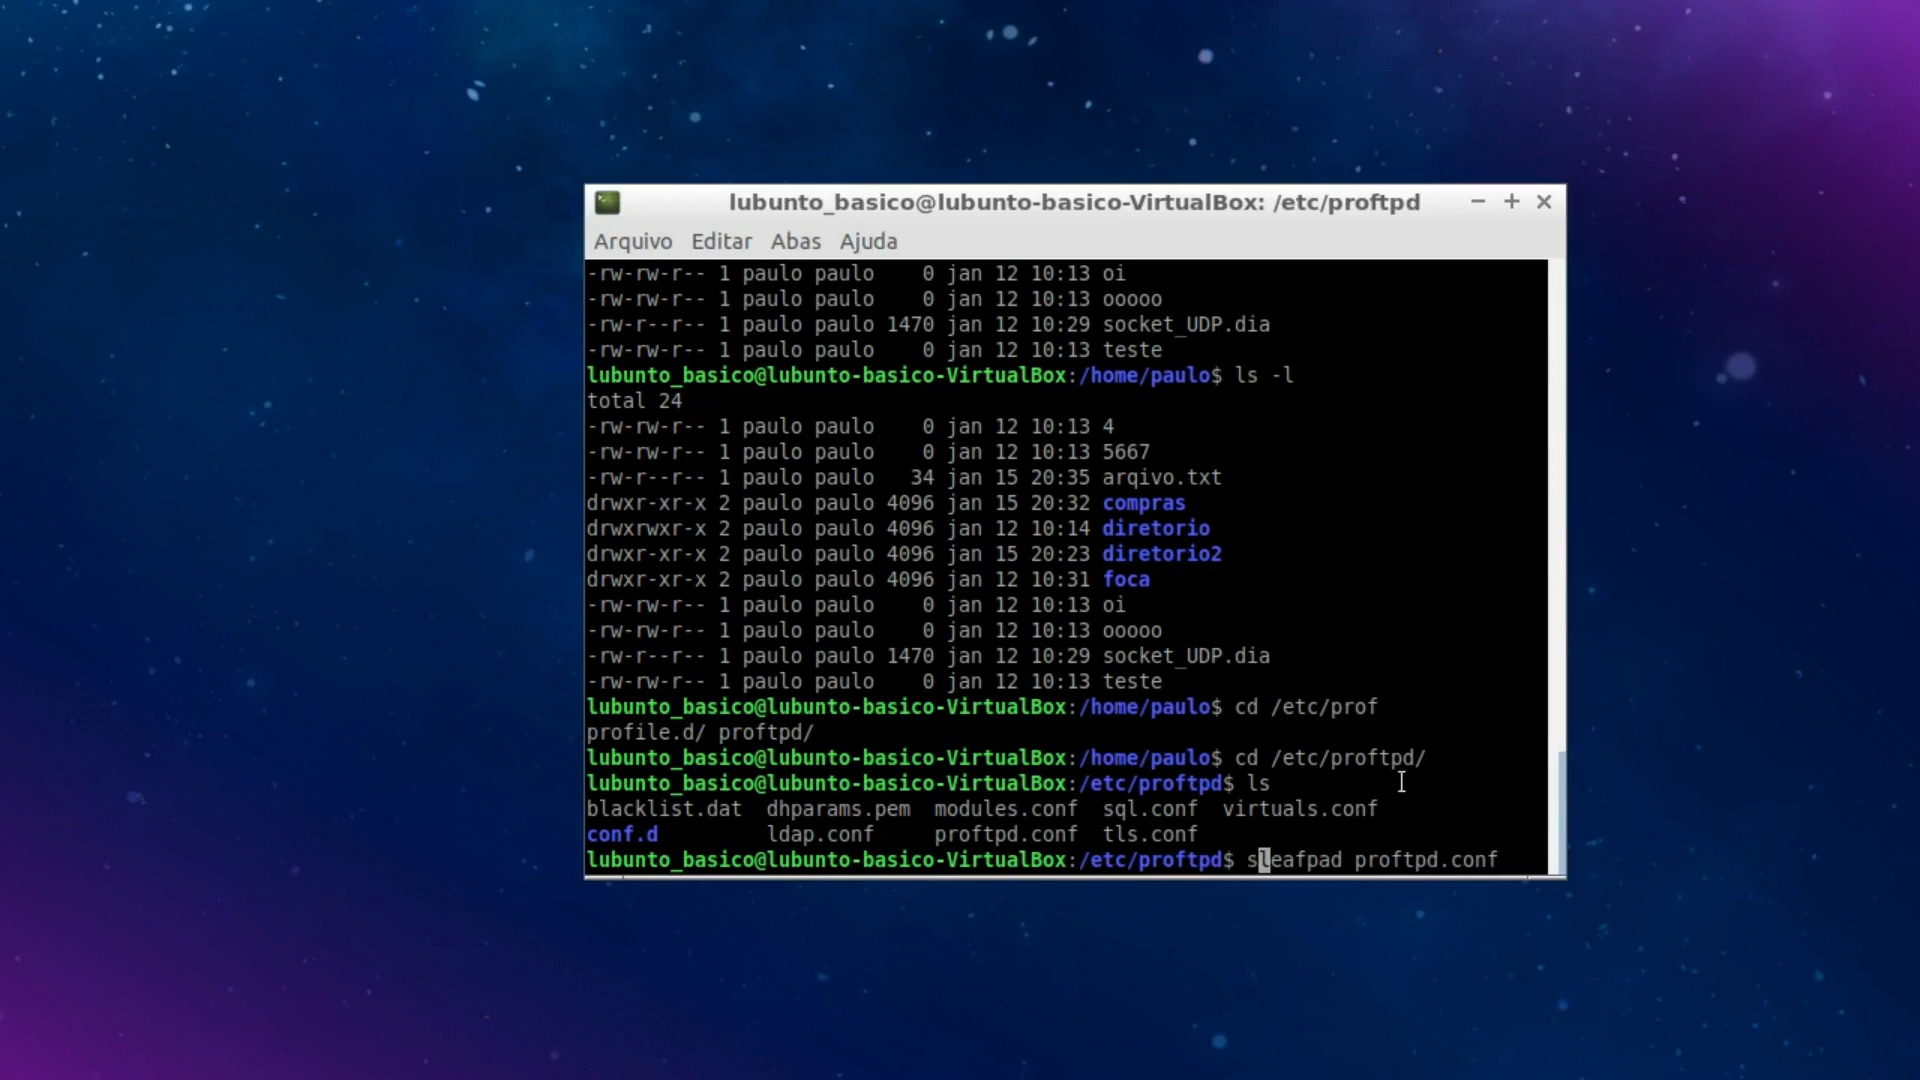 lubunto_basico@lubunto-basico-VirtualBox: /etc/proftpd
Arquivo Editar Abas Ajuda
-rw-rw-r-- 1 paulo paulo    0 jan 12 10:13 oi
-rw-rw-r-- 1 paulo paulo    0 jan 12 10:13 ooooo
-rw-r--r-- 1 paulo paulo 1470 jan 12 10:29 socket_UDP.dia
-rw-rw-r-- 1 paulo paulo    0 jan 12 10:13 teste
lubunto_basico@lubunto-basico-VirtualBox:/home/paulo$ ls -l
total 24
-rw-rw-r-- 1 paulo paulo    0 jan 12 10:13 4
-rw-rw-r-- 1 paulo paulo    0 jan 12 10:13 5667
-rw-r--r-- 1 paulo paulo   34 jan 15 20:35 arqivo.txt
drwxr-xr-x 2 paulo paulo 4096 jan 15 20:32 compras
drwxrwxr-x 2 paulo paulo 4096 jan 12 10:14 diretorio
drwxr-xr-x 2 paulo paulo 4096 jan 15 20:23 diretorio2
drwxr-xr-x 2 paulo paulo 4096 jan 12 10:31 foca
-rw-rw-r-- 1 paulo paulo    0 jan 12 10:13 oi
-rw-rw-r-- 1 paulo paulo    0 jan 12 10:13 ooooo
-rw-r--r-- 1 paulo paulo 1470 jan 12 10:29 socket_UDP.dia
-rw-rw-r-- 1 paulo paulo    0 jan 12 10:13 teste
lubunto_basico@lubunto-basico-VirtualBox:/home/paulo$ cd /etc/prof
profile.d/ proftpd/
lubunto_basico@lubunto-basico-VirtualBox:/home/paulo$ cd /etc/proftpd/
lubunto_basico@lubunto-basico-VirtualBox:/etc/proftpd$ ls
blacklist.dat  dhparams.pem  modules.conf  sql.conf  virtuals.conf
conf.d         ldap.conf     proftpd.conf  tls.conf
lubunto_basico@lubunto-basico-VirtualBox:/etc/proftpd$ sleafpad proftpd.conf